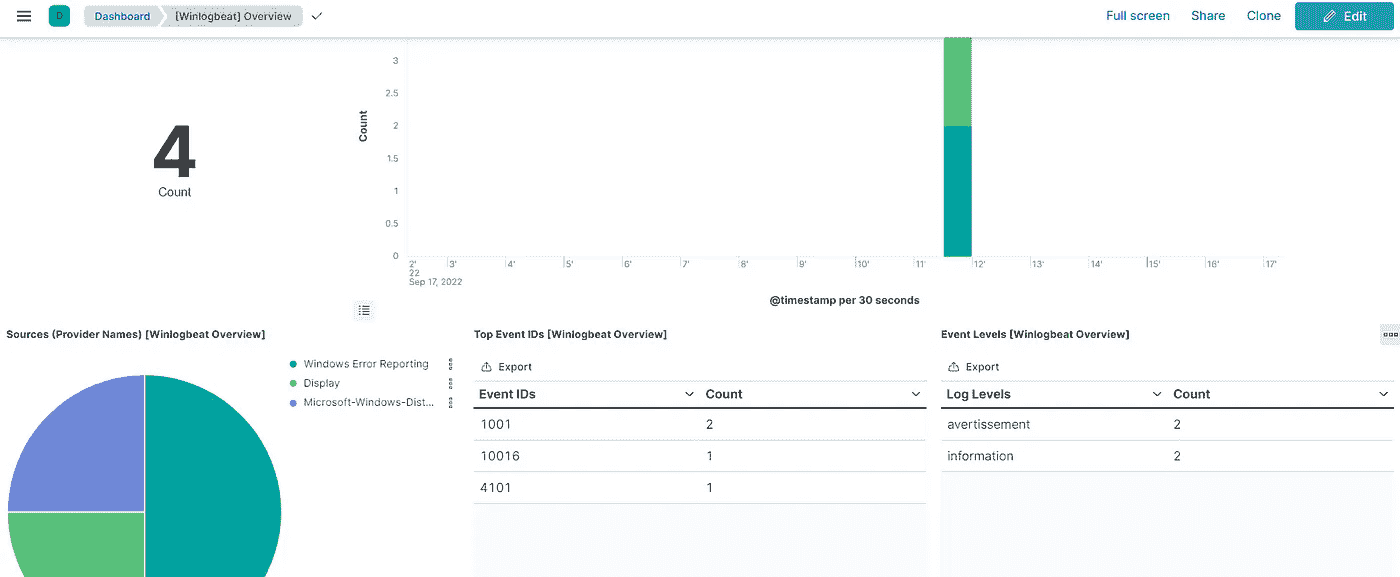 D Dashboard [Winlogbeat] Overview Full screen Share Clone Edit
4
Count
Count
3
2.5
2
1.5
1
0.5
0
2' 3' 4' 5' 6' 7' 8' 9' 10' 11' 12' 13' 14' 15' 16' 17'
22
Sep 17, 2022
@timestamp per 30 seconds
Sources (Provider Names) [Winlogbeat Overview]
Windows Error Reporting
Display
Microsoft-Windows-Dist...
Top Event IDs [Winlogbeat Overview]
Export
Event IDs Count
1001 2
10016 1
4101 1
Event Levels [Winlogbeat Overview]
Export
Log Levels Count
avertissement 2
information 2